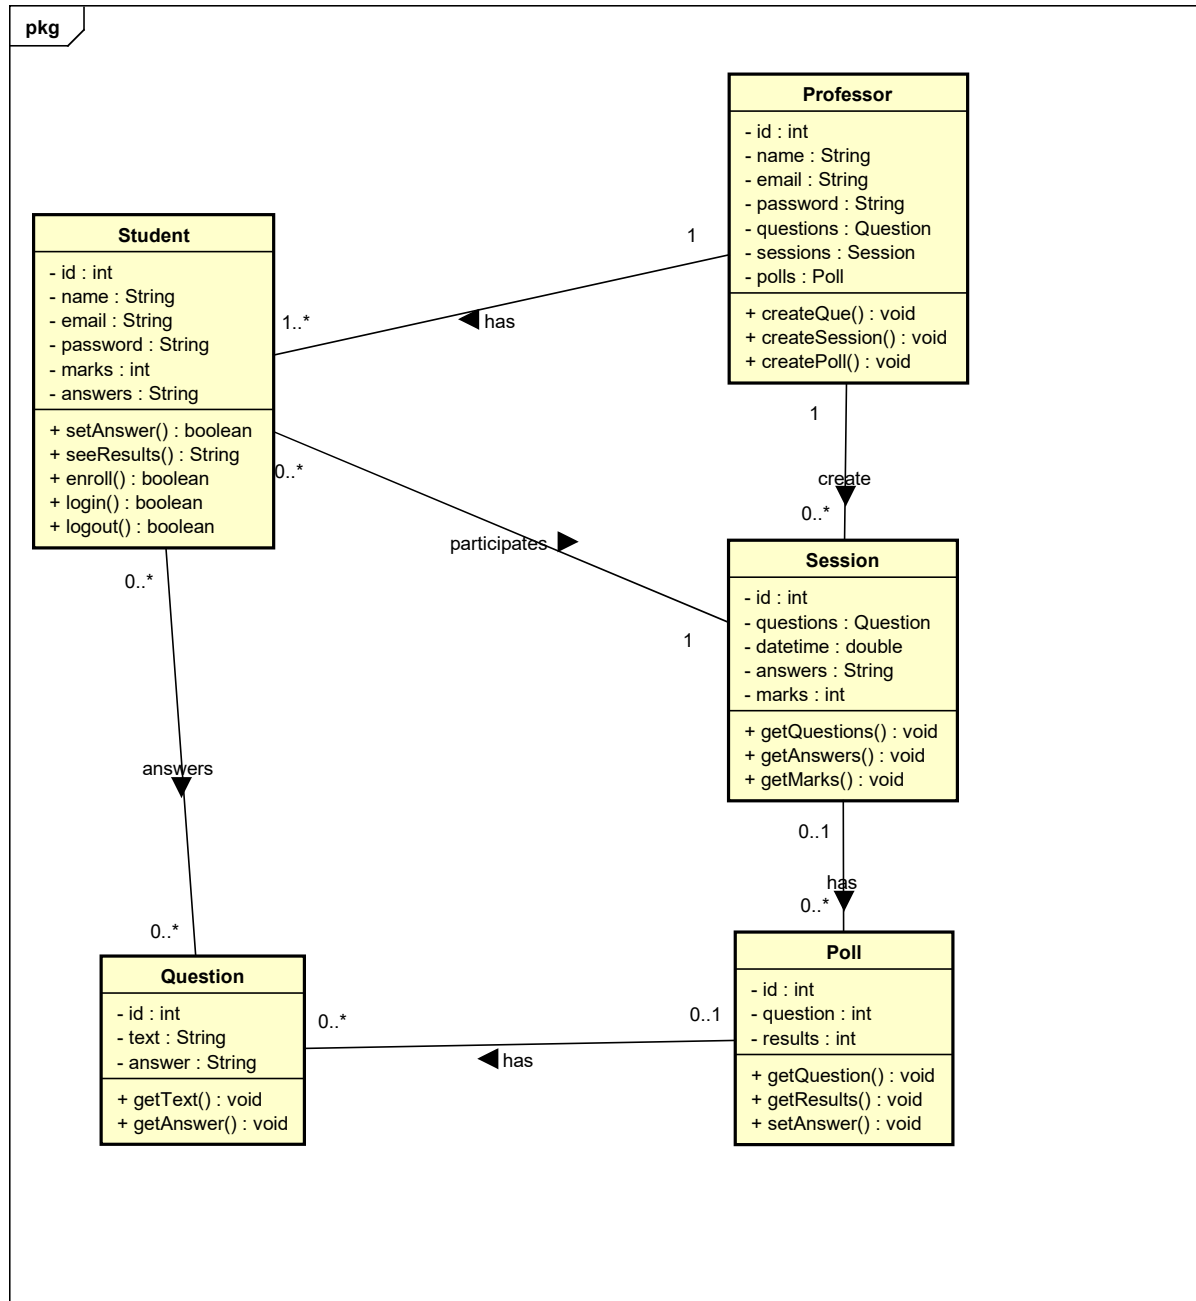 pkg
Professor
- id : int
- name : String
- email : String
- password : String
- questions : Question
- sessions : Session
- polls : Poll
+ createQue() : void
+ createSession() : void
+ createPoll() : void
Student
- id : int
- name : String
- email : String
- password : String
- marks : int
- answers : String
+ setAnswer() : boolean
+ seeResults() : String
+ enroll() : boolean
+ login() : boolean
+ logout() : boolean
1
1..*
has
1
create
0..*
0..*
participates
1
Session
- id : int
- questions : Question
- datetime : double
- answers : String
- marks : int
+ getQuestions() : void
+ getAnswers() : void
+ getMarks() : void
0..*
answers
0..*
0..1
has
0..*
Question
- id : int
- text : String
- answer : String
+ getText() : void
+ getAnswer() : void
0..*
0..1
has
Poll
- id : int
- question : int
- results : int
+ getQuestion() : void
+ getResults() : void
+ setAnswer() : void